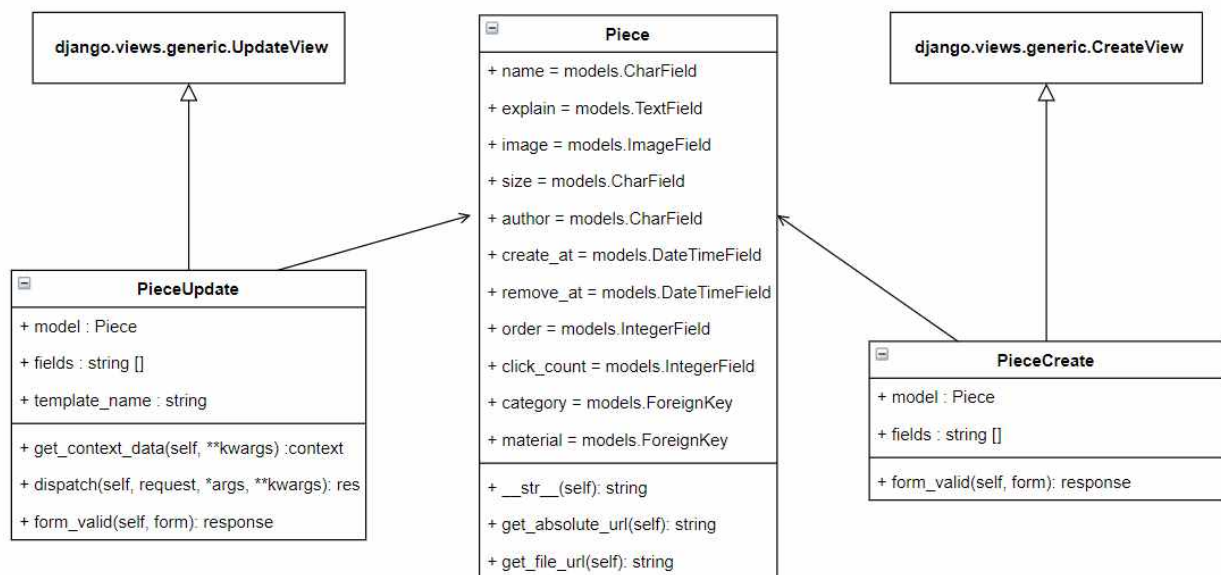 django.views.generic.UpdateView
Piece
+ name = models.CharField
+ explain = models.TextField
+ image = models.ImageField
+ size = models.CharField
+ author = models.CharField
+ create_at = models.DateTimeField
+ remove_at = models.DateTimeField
+ order = models.IntegerField
+ click_count = models.IntegerField
+ category = models.ForeignKey
+ material = models.ForeignKey
+ __str__(self): string
+ get_absolute_url(self): string
+ get_file_url(self): string
django.views.generic.CreateView
PieceUpdate
+ model : Piece
+ fields : string []
+ template_name : string
+ get_context_data(self, **kwargs) :context
+ dispatch(self, request, *args, **kwargs): res
+ form_valid(self, form): response
PieceCreate
+ model : Piece
+ fields : string []
+ form_valid(self, form): response